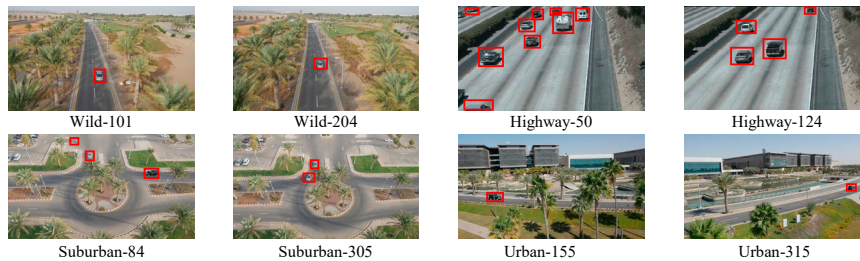 Wild-101
Wild-204
Highway-50
Highway-124
Suburban-84
Suburban-305
Urban-155
Urban-315